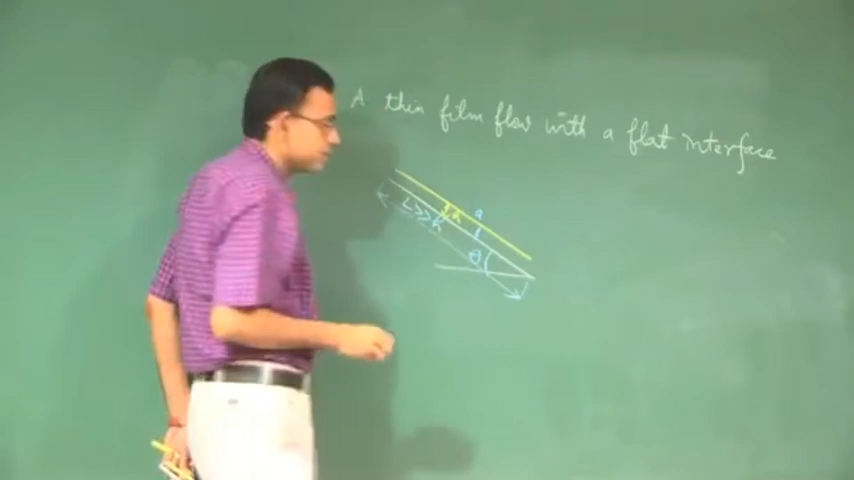 A thin film flow with a flat interface
L>>h
h
θ